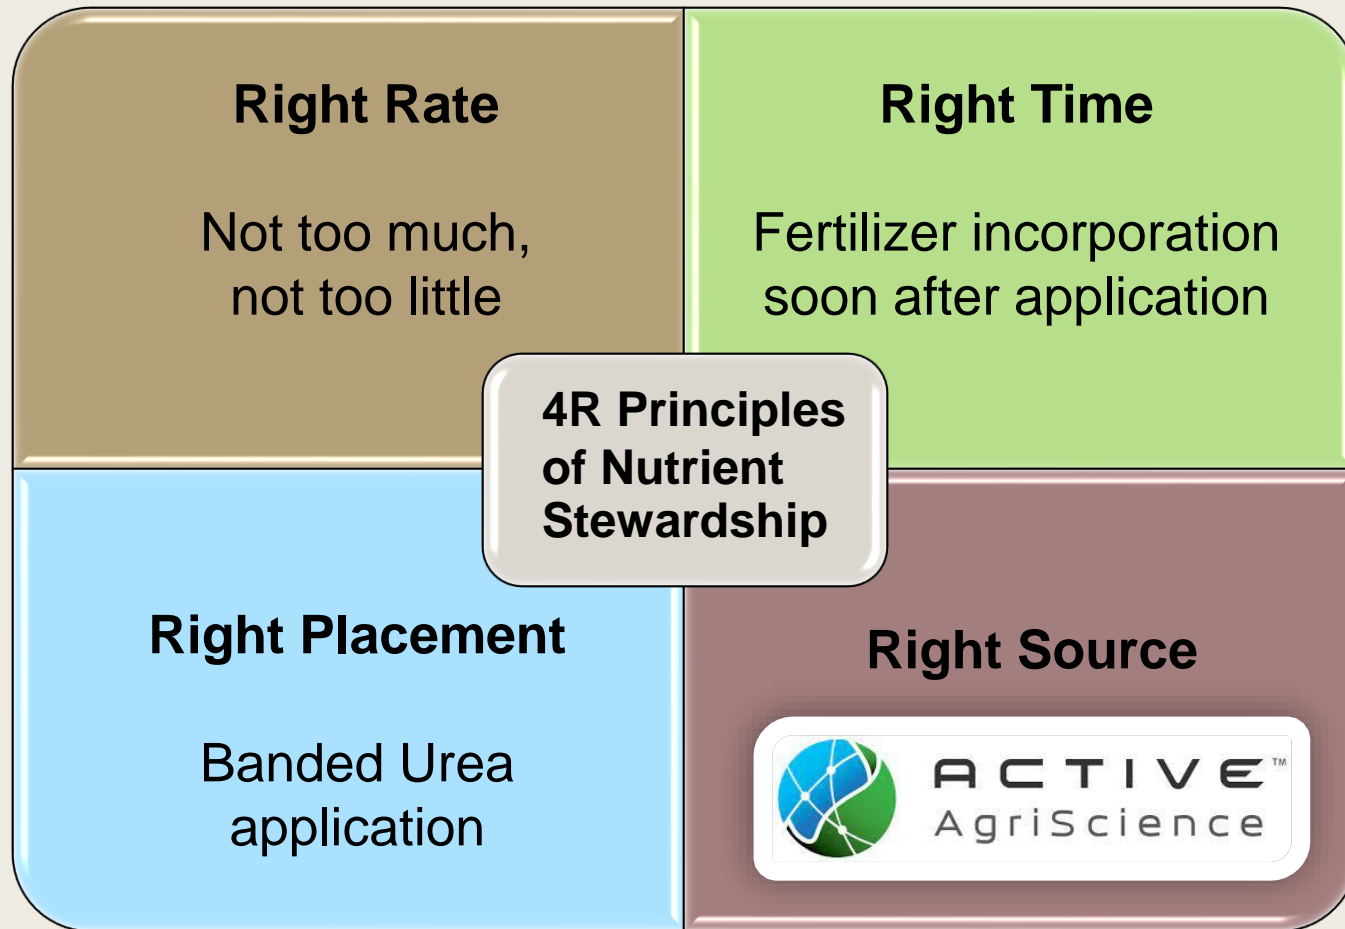 Right Rate
Not too much,
not too little
Right Time
Fertilizer incorporation
soon after application
4R Principles
of Nutrient
Stewardship
Right Placement
Banded Urea
application
Right Source
ACTIVE™
AgriScience